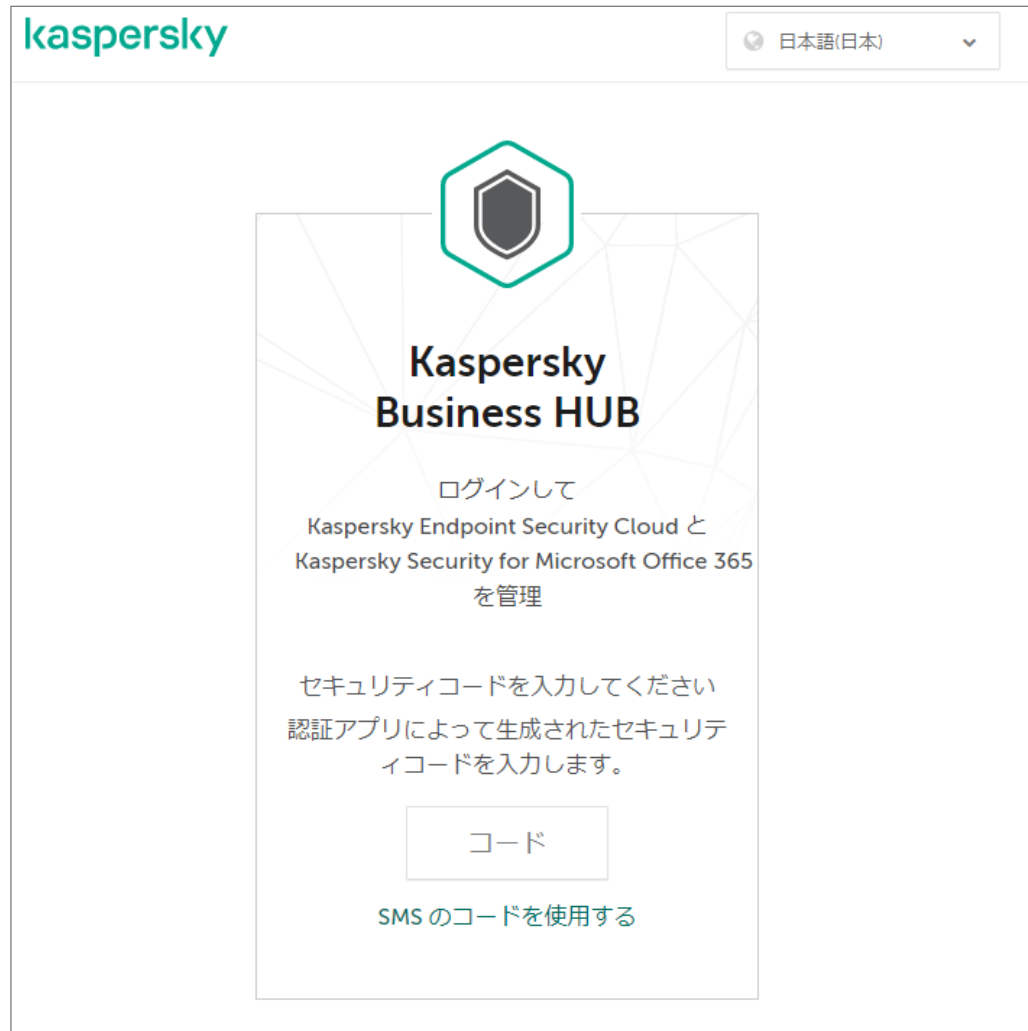 kaspersky
日本語(日本)
Kaspersky
Business HUB
ログインして
Kaspersky Endpoint Security Cloud と
Kaspersky Security for Microsoft Office 365
を管理
セキュリティコードを入力してください
認証アプリによって生成されたセキュリテ
ィコードを入力します。
コード
SMS のコードを使用する